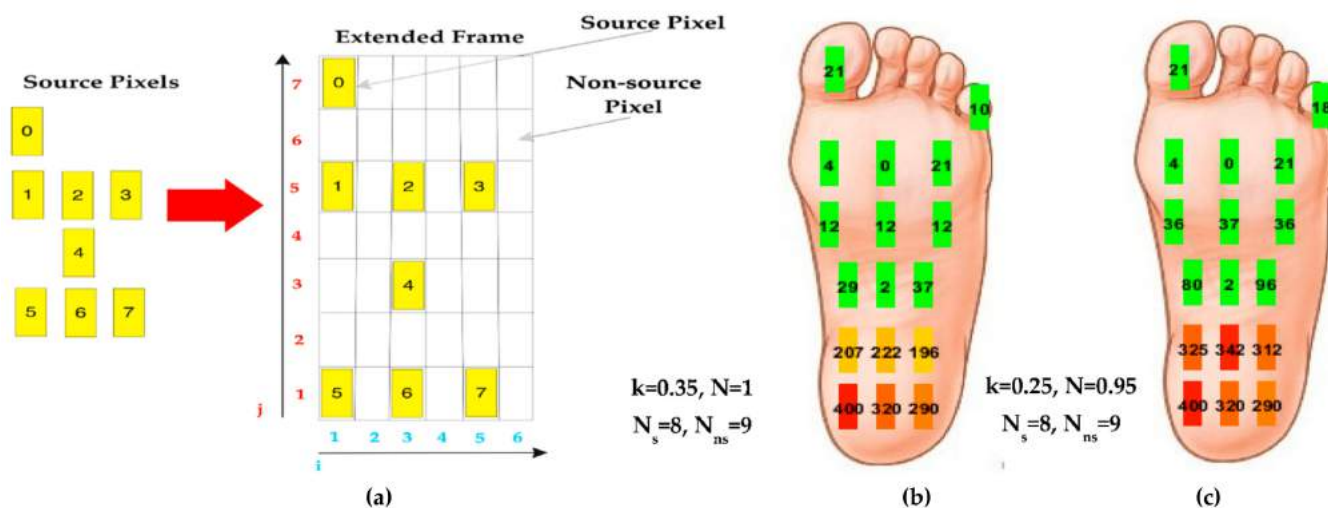 Source Pixels
0
1 2 3
4
5 6 7
Extended Frame
Source Pixel
Non-source
Pixel
7
6
5
4
3
2
1
j
0
1 2 3
4
5 6 7
1 2 3 4 5 6
i
(a)
k=0.35, N=1
Ns=8, Nns=9
21
10
4 0 21
12 12 12
29 2 37
207 222 196
400 320 290
(b)
k=0.25, N=0.95
Ns=8, Nns=9
21
18
4 0 21
36 37 36
80 2 96
325 342 312
400 320 290
(c)